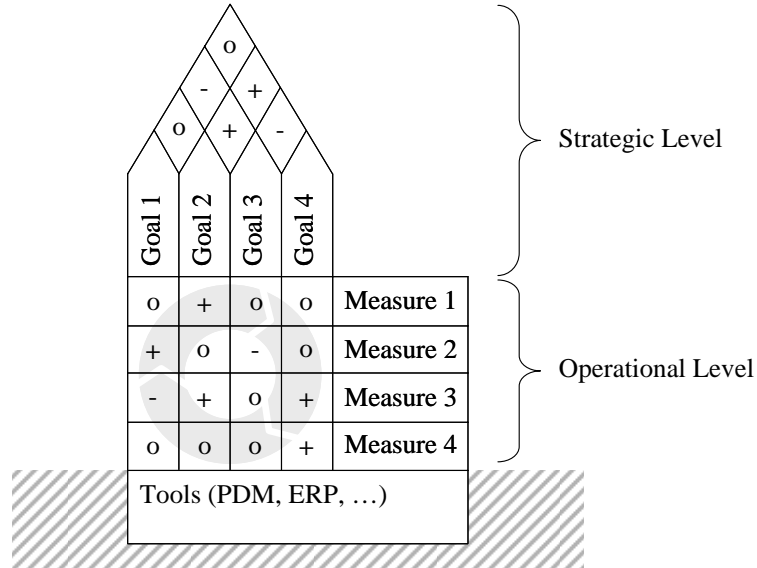 o
- +
o + -
Strategic Level
Goal 1 Goal 2 Goal 3 Goal 4
o + o o Measure 1
+ o - o Measure 2
Operational Level
- + o + Measure 3
o o o + Measure 4
Tools (PDM, ERP, …)